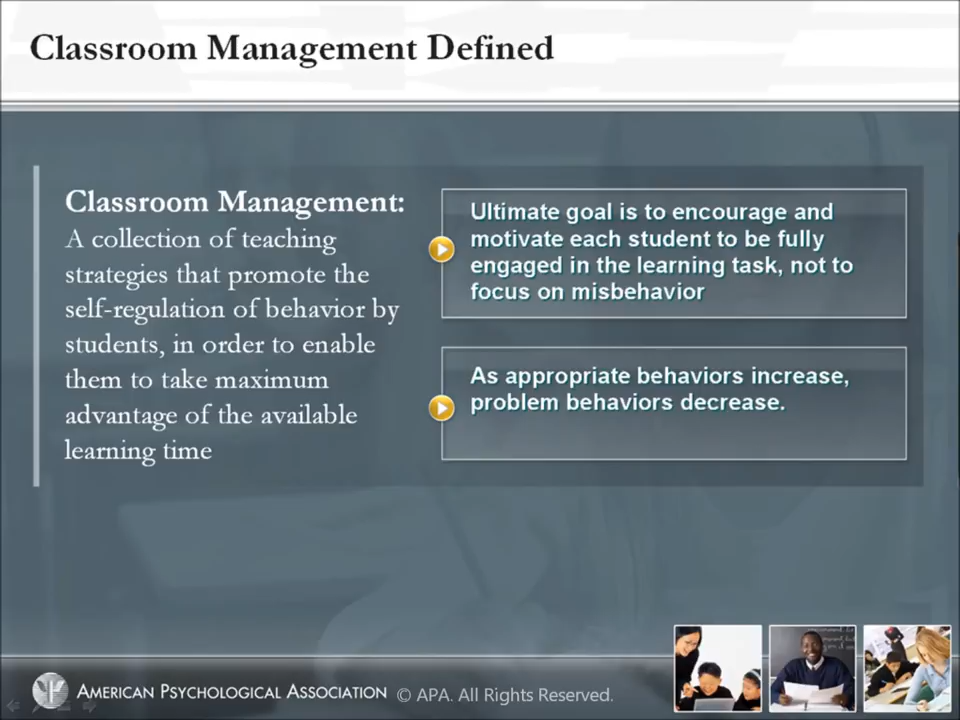 Classroom Management Defined
Classroom Management:
A collection of teaching
strategies that promote the
self-regulation of behavior by
students, in order to enable
them to take maximum
advantage of the available
learning time
Ultimate goal is to encourage and
motivate each student to be fully
engaged in the learning task, not to
focus on misbehavior
As appropriate behaviors increase,
problem behaviors decrease.
AMERICAN PSYCHOLOGICAL ASSOCIATION © APA. All Rights Reserved.